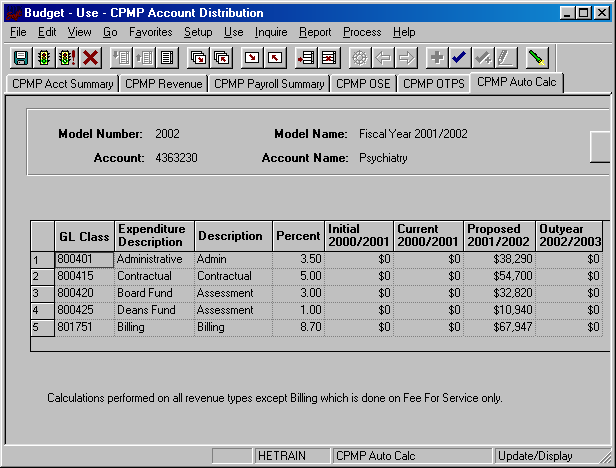 Budget - Use - CPMP Account Distribution
File Edit View Go Favorites Setup Use Inquire Report Process Help
CPMP Acct Summary CPMP Revenue CPMP Payroll Summary CPMP OSE CPMP OTPS CPMP Auto Calc
Model Number: 2002 Model Name: Fiscal Year 2001/2002
Account: 4363230 Account Name: Psychiatry
GL Class Expenditure Description Description Percent Initial 2000/2001 Current 2000/2001 Proposed 2001/2002 Outyear 2002/2003
1 800401 Administrative Admin 3.50 $0 $0 $38,290 $0
2 800415 Contractual Contractual 5.00 $0 $0 $54,700 $0
3 800420 Board Fund Assessment 3.00 $0 $0 $32,820 $0
4 800425 Deans Fund Assessment 1.00 $0 $0 $10,940 $0
5 801751 Billing Billing 8.70 $0 $0 $67,947 $0
Calculations performed on all revenue types except Billing which is done on Fee For Service only.
HETRAIN CPMP Auto Calc Update/Display